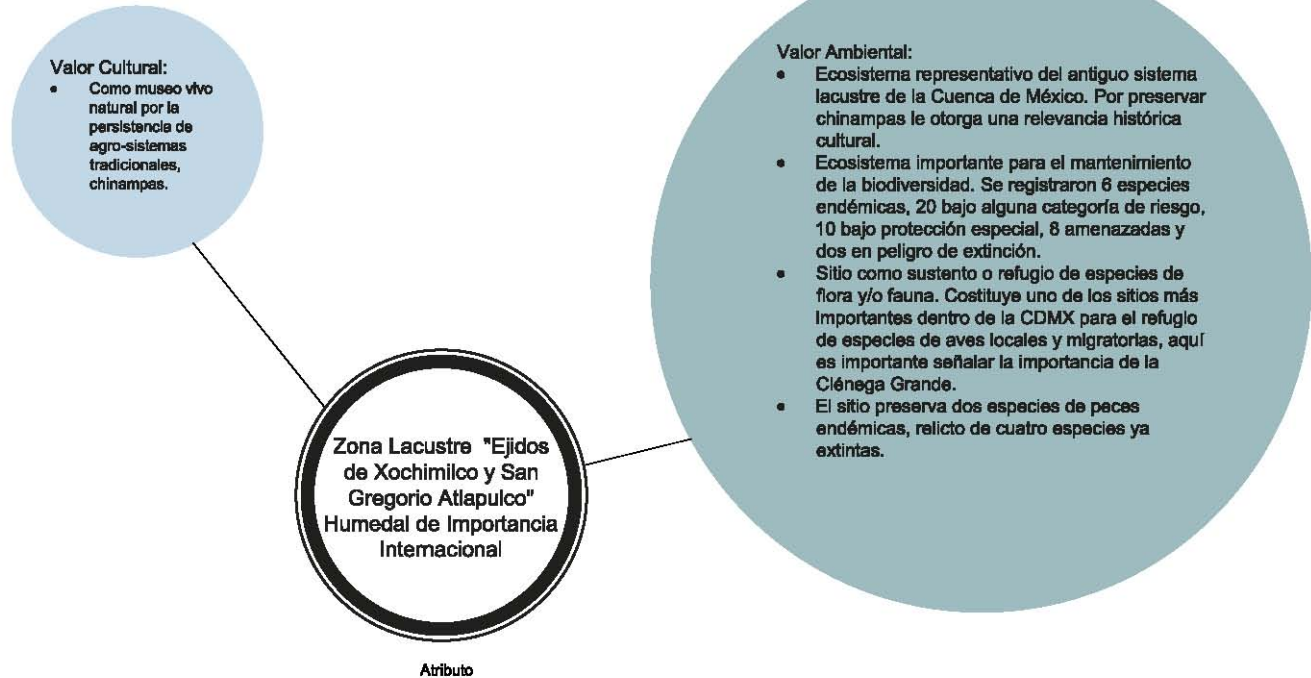 Valor Cultural:
• Como museo vivo
natural por la
persistencia de
agro-sistemas
tradicionales,
chinampas.
Valor Ambiental:
• Ecosistema representativo del antiguo sistema
lacustre de la Cuenca de México. Por preservar
chinampas le otorga una relevancia histórica
cultural.
• Ecosistema importante para el mantenimiento
de la biodiversidad. Se registraron 6 especies
endémicas, 20 bajo alguna categoría de riesgo,
10 bajo protección especial, 8 amenazadas y
dos en peligro de extinción.
• Sitio como sustento o refugio de especies de
flora y/o fauna. Costituye uno de los sitios más
importantes dentro de la CDMX para el refugio
de especies de aves locales y migratorias, aquí
es importante señalar la importancia de la
Ciénega Grande.
• El sitio preserva dos especies de peces
endémicas, relicto de cuatro especies ya
extintas.
Zona Lacustre "Ejidos
de Xochimilco y San
Gregorio Atlapulco"
Humedal de Importancia
Internacional
Atributo